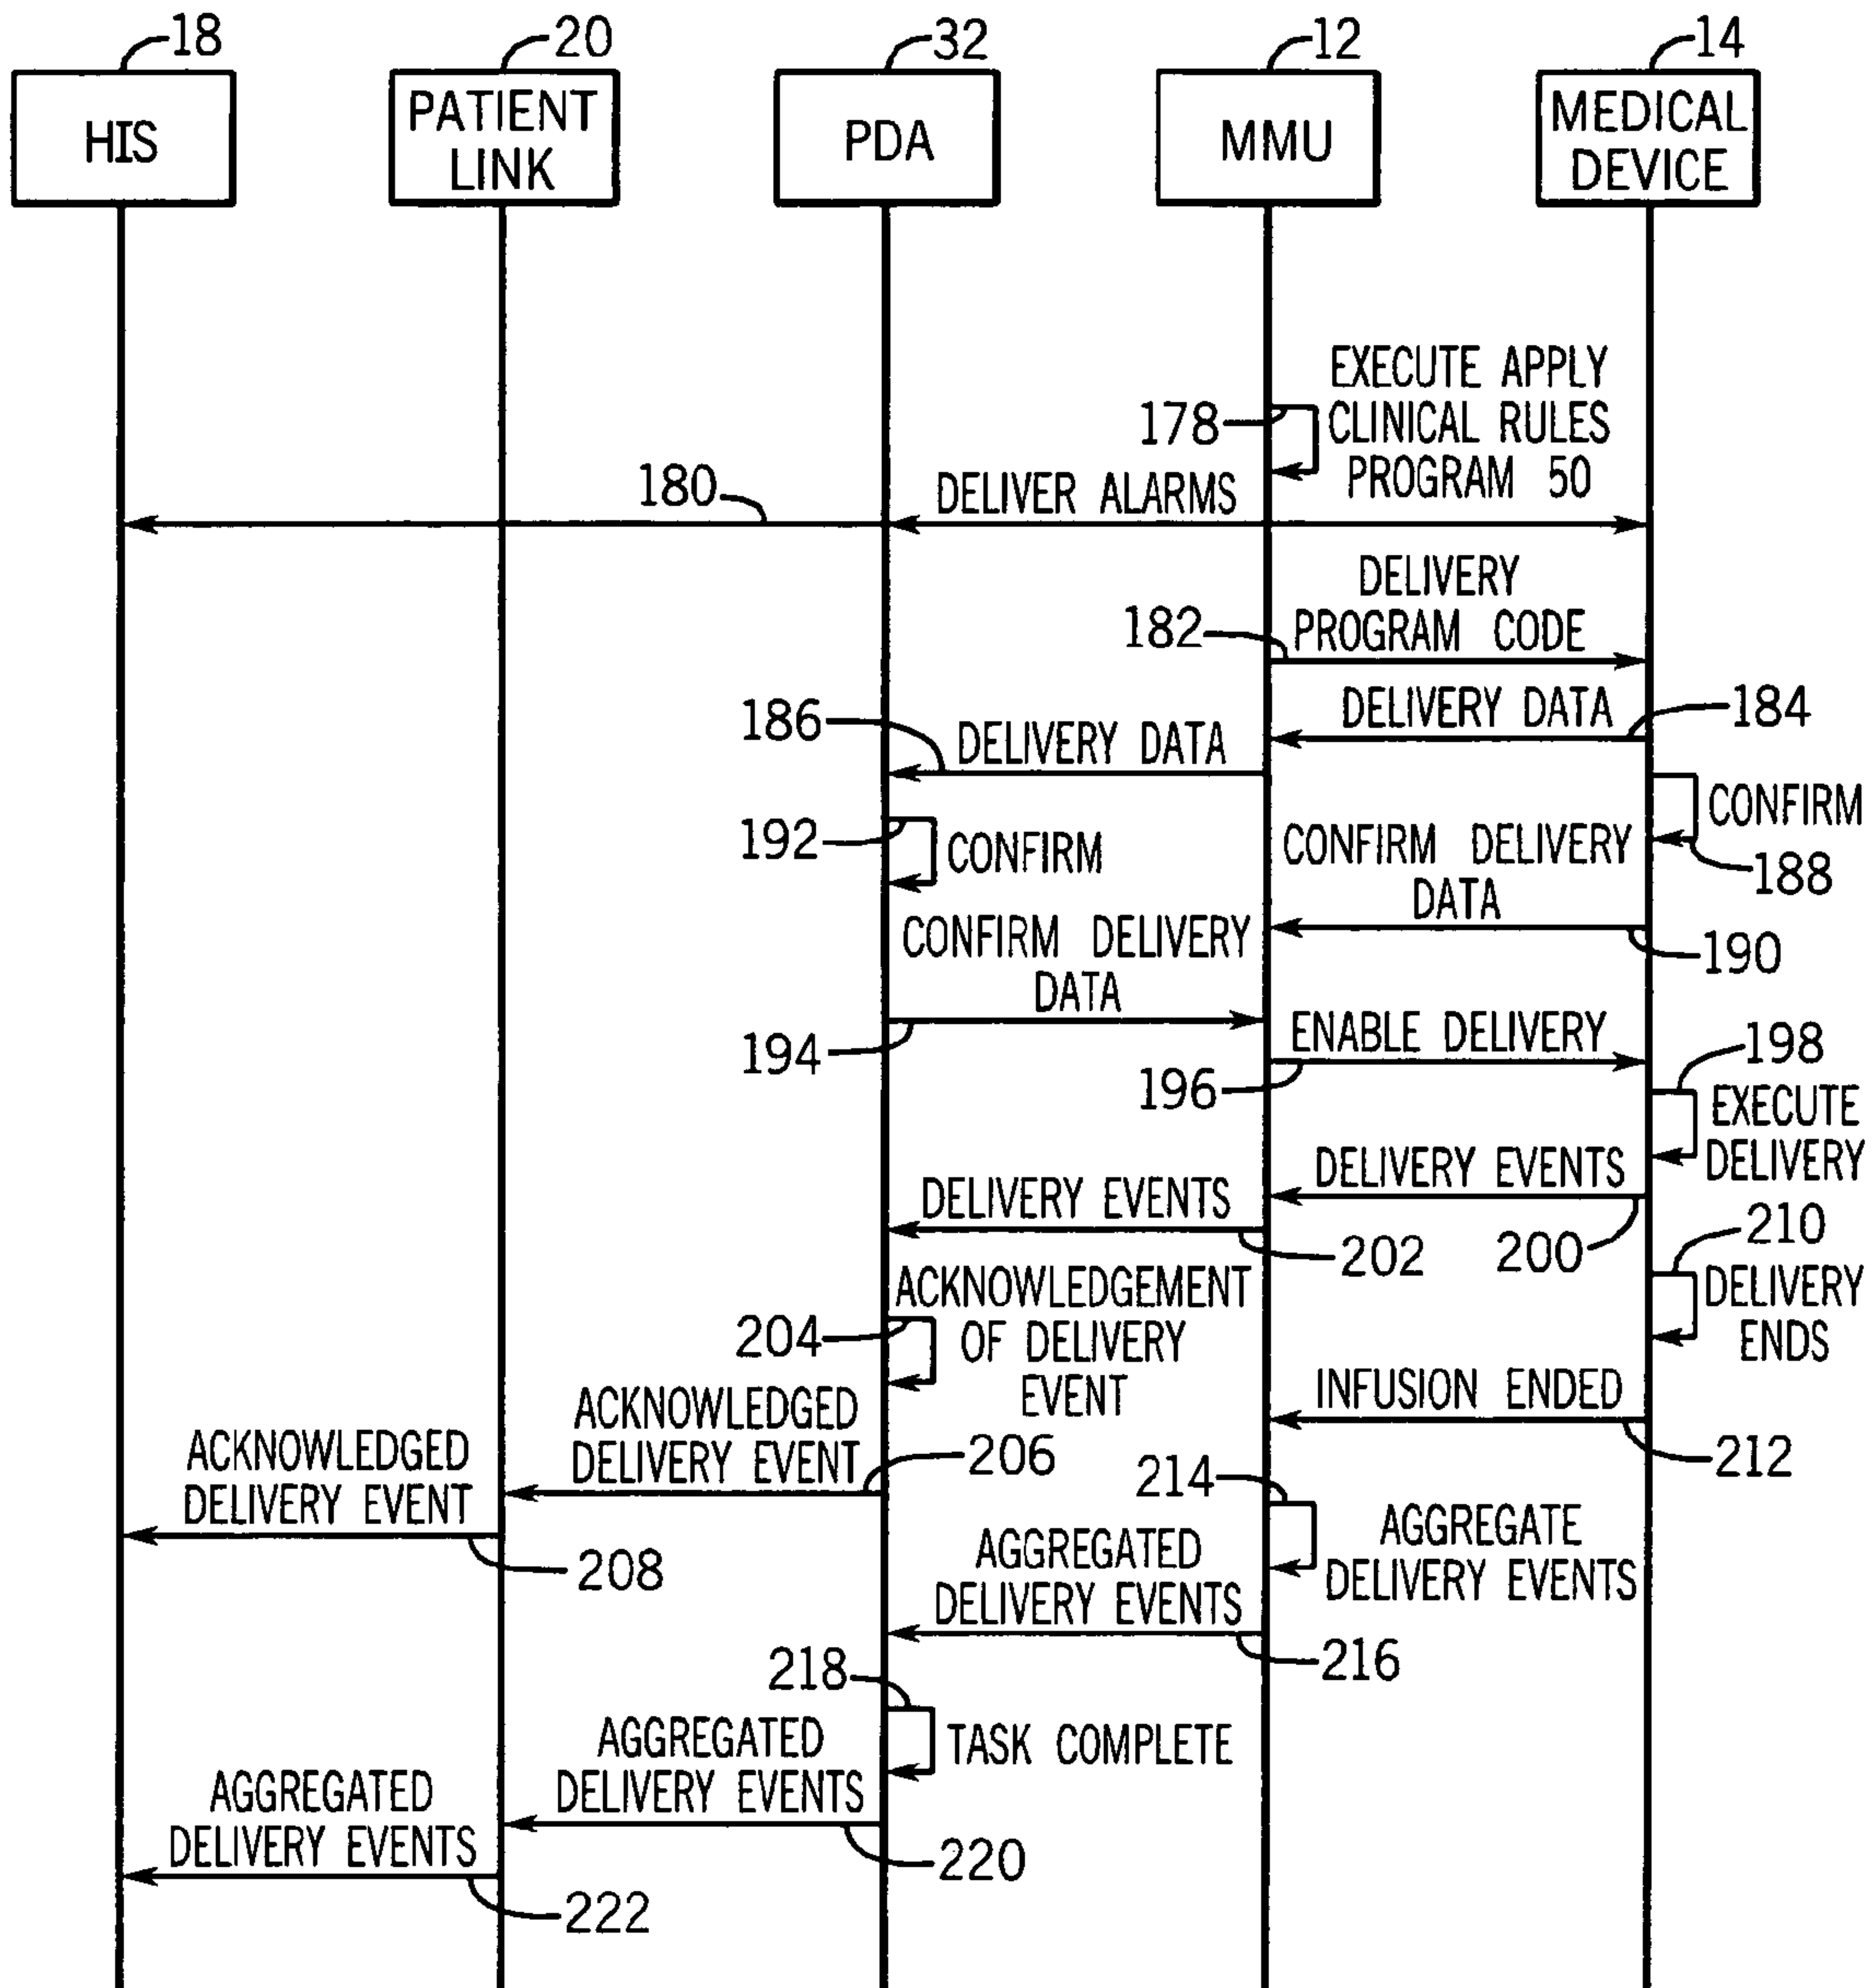 18
20
32
12
14
HIS
PATIENT
LINK
PDA
MMU
MEDICAL
DEVICE
EXECUTE APPLY
CLINICAL RULES
PROGRAM 50
178
180
DELIVER ALARMS
DELIVERY
PROGRAM CODE
182
DELIVERY DATA
184
186
DELIVERY DATA
CONFIRM
188
192
CONFIRM
CONFIRM DELIVERY
DATA
190
CONFIRM DELIVERY
DATA
194
ENABLE DELIVERY
196
198
EXECUTE
DELIVERY
DELIVERY EVENTS
200
DELIVERY EVENTS
202
210
DELIVERY
ENDS
204
ACKNOWLEDGEMENT
OF DELIVERY
EVENT
INFUSION ENDED
212
ACKNOWLEDGED
DELIVERY EVENT
206
ACKNOWLEDGED
DELIVERY EVENT
208
214
AGGREGATE
DELIVERY EVENTS
AGGREGATED
DELIVERY EVENTS
216
218
TASK COMPLETE
AGGREGATED
DELIVERY EVENTS
220
AGGREGATED
DELIVERY EVENTS
222